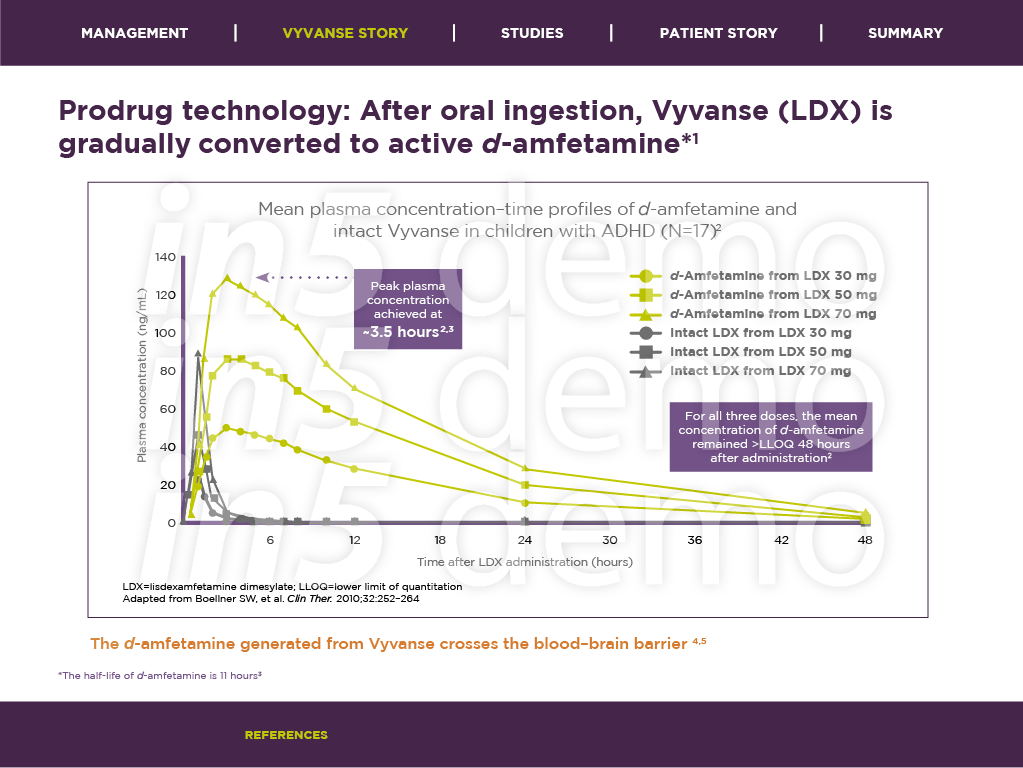 MANAGEMENT | VYVANSE STORY | STUDIES | PATIENT STORY | SUMMARY
Prodrug technology: After oral ingestion, Vyvanse (LDX) is
gradually converted to active d-amfetamine*1
Mean plasma concentration–time profiles of d-amfetamine and
intact Vyvanse in children with ADHD (N=17)2
Plasma concentration (ng/mL)
140
120
100
80
60
40
20
0
Peak plasma
concentration
achieved at
~3.5 hours2,3
d-Amfetamine from LDX 30 mg
d-Amfetamine from LDX 50 mg
d-Amfetamine from LDX 70 mg
Intact LDX from LDX 30 mg
Intact LDX from LDX 50 mg
Intact LDX from LDX 70 mg
For all three doses, the mean
concentration of d-amfetamine
remained >LLOQ 48 hours
after administration2
6 12 18 24 30 36 42 48
Time after LDX administration (hours)
LDX=lisdexamfetamine dimesylate; LLOQ=lower limit of quantitation
Adapted from Boellner SW, et al. Clin Ther. 2010;32:252–264
in5 demo
in5 demo
in5 demo
The d-amfetamine generated from Vyvanse crosses the blood–brain barrier 4,5
*The half-life of d-amfetamine is 11 hours3
REFERENCES